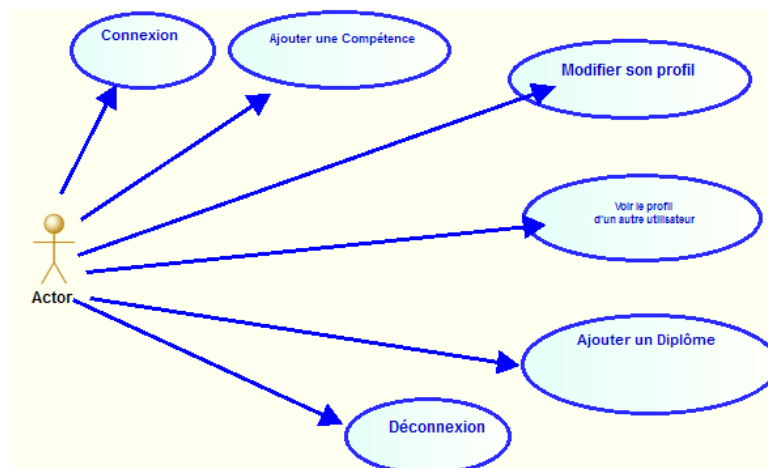 Connexion
Ajouter une Compétence
Modifier son profil
Voir le profil
d'un autre utilisateur
Actor
Ajouter un Diplôme
Déconnexion